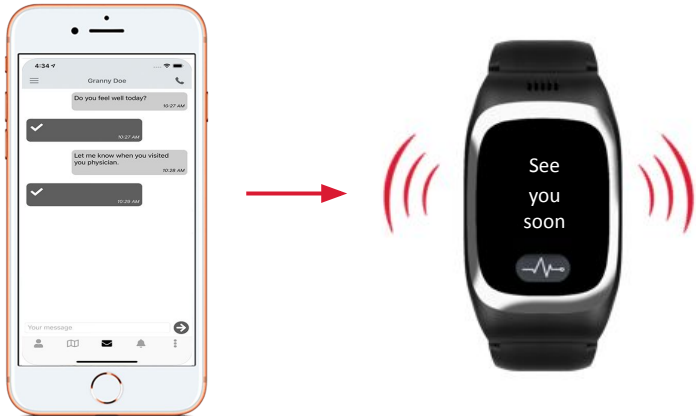 4:34
Granny Doe
Do you feel well today?
10:27 AM
10:27 AM
Let me know when you visited
you physician.
10:28 AM
10:28 AM
Your message
See
you
soon